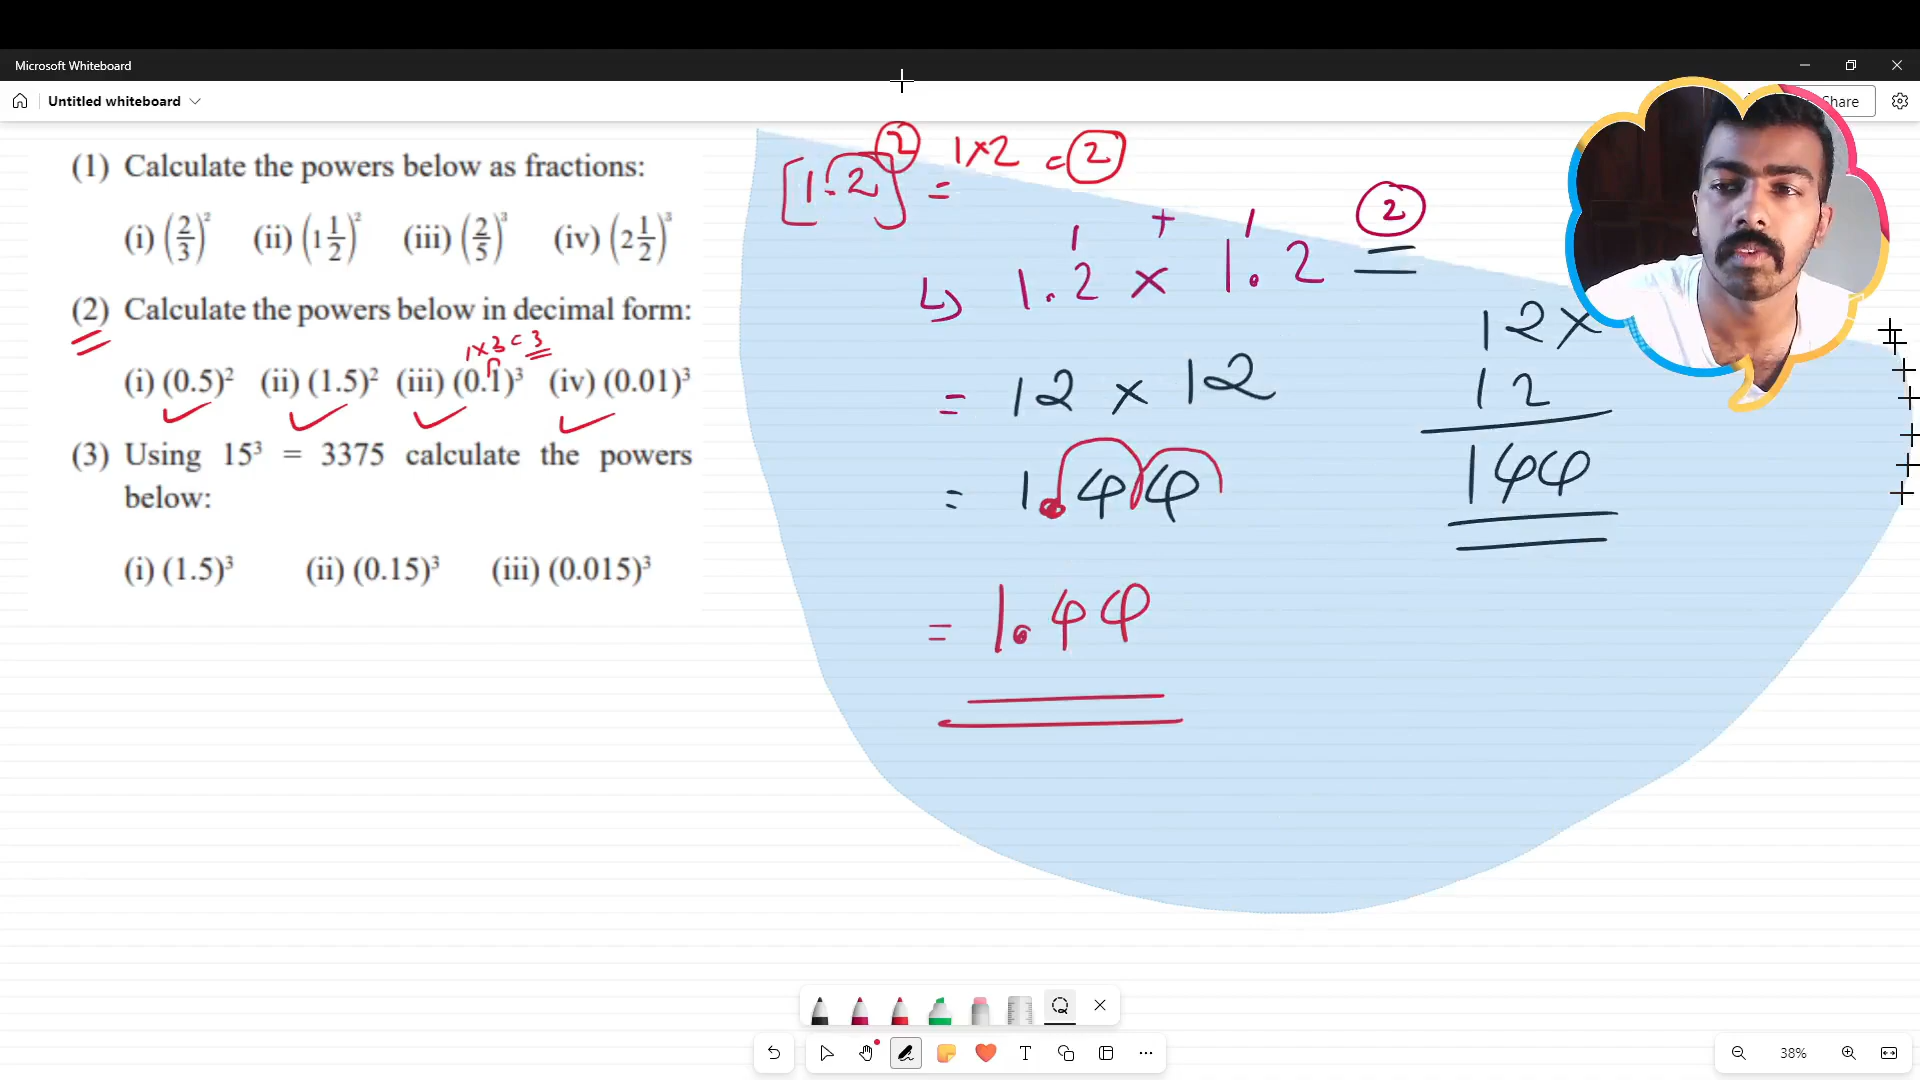 Microsoft Whiteboard
Untitled whiteboard
Share
(1) Calculate the powers below as fractions:
(i) (2/3)² (ii) (1 1/2)² (iii) (2/5)³ (iv) (2 1/2)³
(2) Calculate the powers below in decimal form:
1×3 = 3
(i) (0.5)² (ii) (1.5)² (iii) (0.1)³ (iv) (0.01)³
(3) Using 15³ = 3375 calculate the powers
below:
(i) (1.5)³ (ii) (0.15)³ (iii) (0.015)³
[1.2]² = 1×2 = 2
1 + 1 2
↳ 1.2 × 1.2 =
= 12 × 12
= 1.44
= 1.44
12×
12
144
T
38%